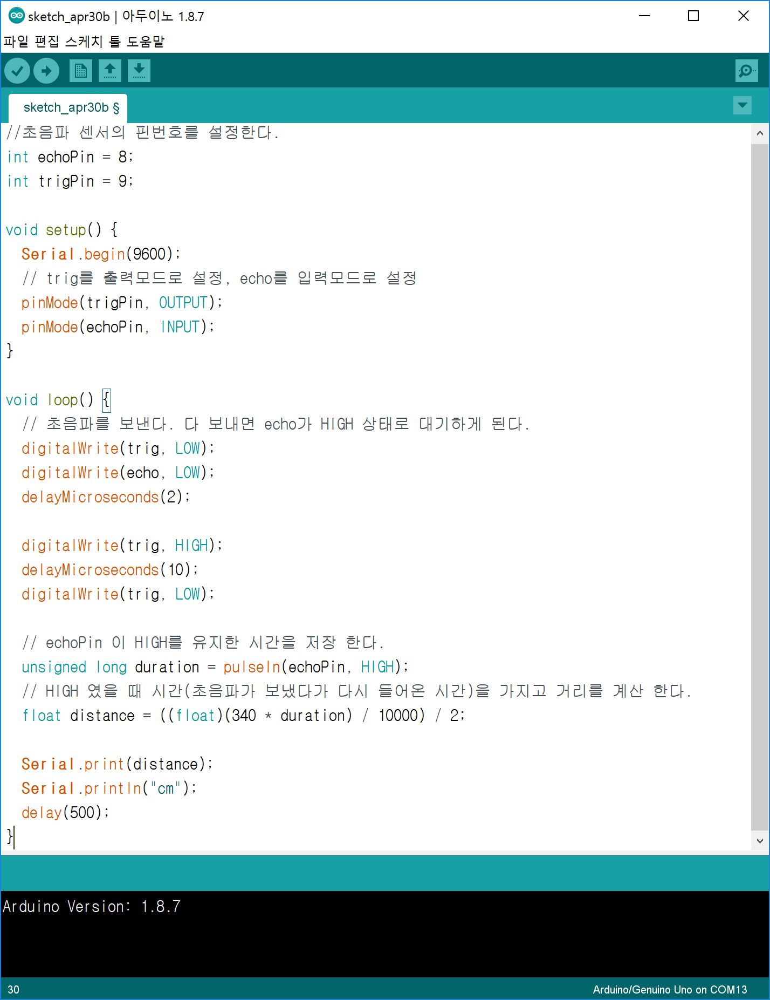 sketch_apr30b | 아두이노 1.8.7
파일 편집 스케치 툴 도움말
sketch_apr30b §
//초음파 센서의 핀번호를 설정한다.
int echoPin = 8;
int trigPin = 9;
void setup() {
  Serial.begin(9600);
  // trig를 출력모드로 설정, echo를 입력모드로 설정
  pinMode(trigPin, OUTPUT);
  pinMode(echoPin, INPUT);
}
void loop() {
  // 초음파를 보낸다. 다 보내면 echo가 HIGH 상태로 대기하게 된다.
  digitalWrite(trig, LOW);
  digitalWrite(echo, LOW);
  delayMicroseconds(2);
  digitalWrite(trig, HIGH);
  delayMicroseconds(10);
  digitalWrite(trig, LOW);
  // echoPin 이 HIGH를 유지한 시간을 저장 한다.
  unsigned long duration = pulseIn(echoPin, HIGH);
  // HIGH 였을 때 시간(초음파가 보냈다가 다시 들어온 시간)을 가지고 거리를 계산 한다.
  float distance = ((float)(340 * duration) / 10000) / 2;
  Serial.print(distance);
  Serial.println("cm");
  delay(500);
}
Arduino Version: 1.8.7
30
Arduino/Genuino Uno on COM13